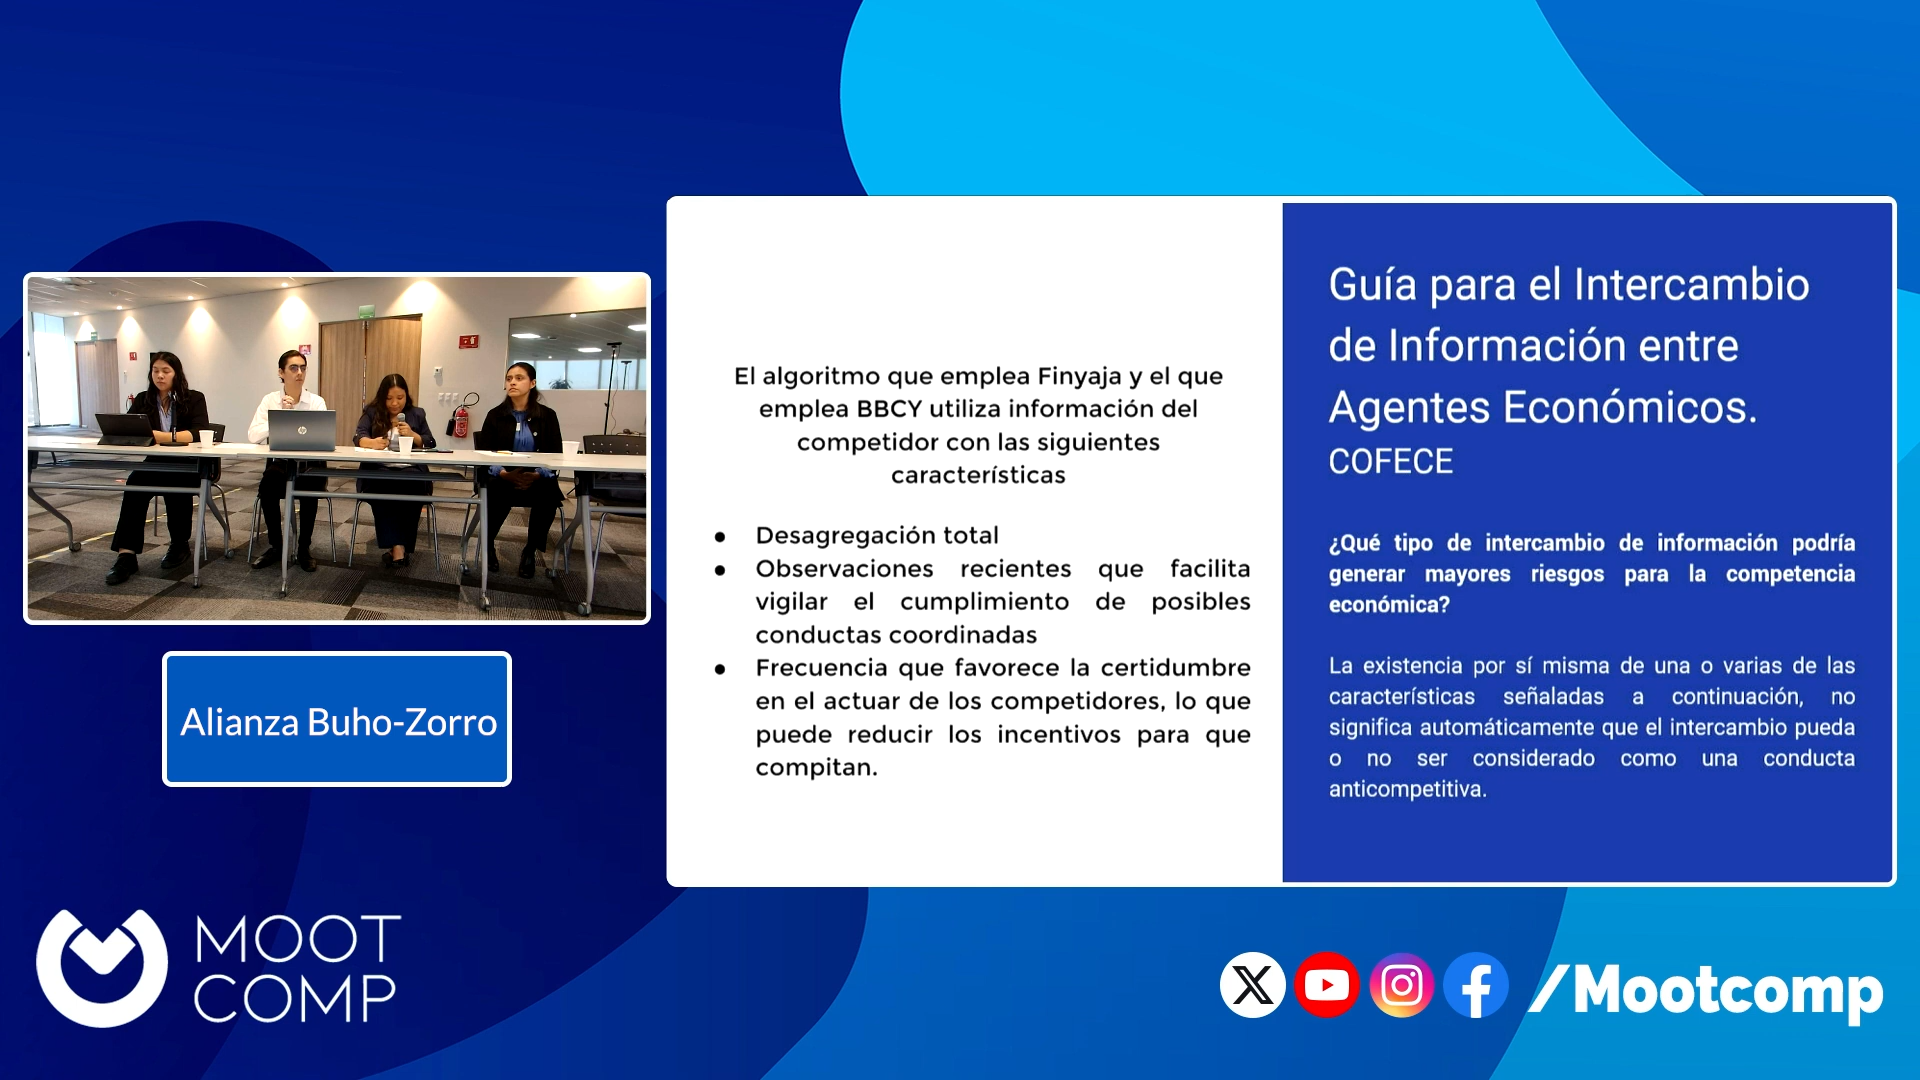 El algoritmo que emplea Finyaja y el que
emplea BBCY utiliza información del
competidor con las siguientes
características
● Desagregación total
● Observaciones recientes que facilita
vigilar el cumplimiento de posibles
conductas coordinadas
● Frecuencia que favorece la certidumbre
en el actuar de los competidores, lo que
puede reducir los incentivos para que
compitan.
Guía para el Intercambio
de Información entre
Agentes Económicos.
COFECE
¿Qué tipo de intercambio de información podría
generar mayores riesgos para la competencia
económica?
La existencia por sí misma de una o varias de las
características señaladas a continuación, no
significa automáticamente que el intercambio pueda
o no ser considerado como una conducta
anticompetitiva.
Alianza Buho-Zorro
MOOT
COMP
/Mootcomp